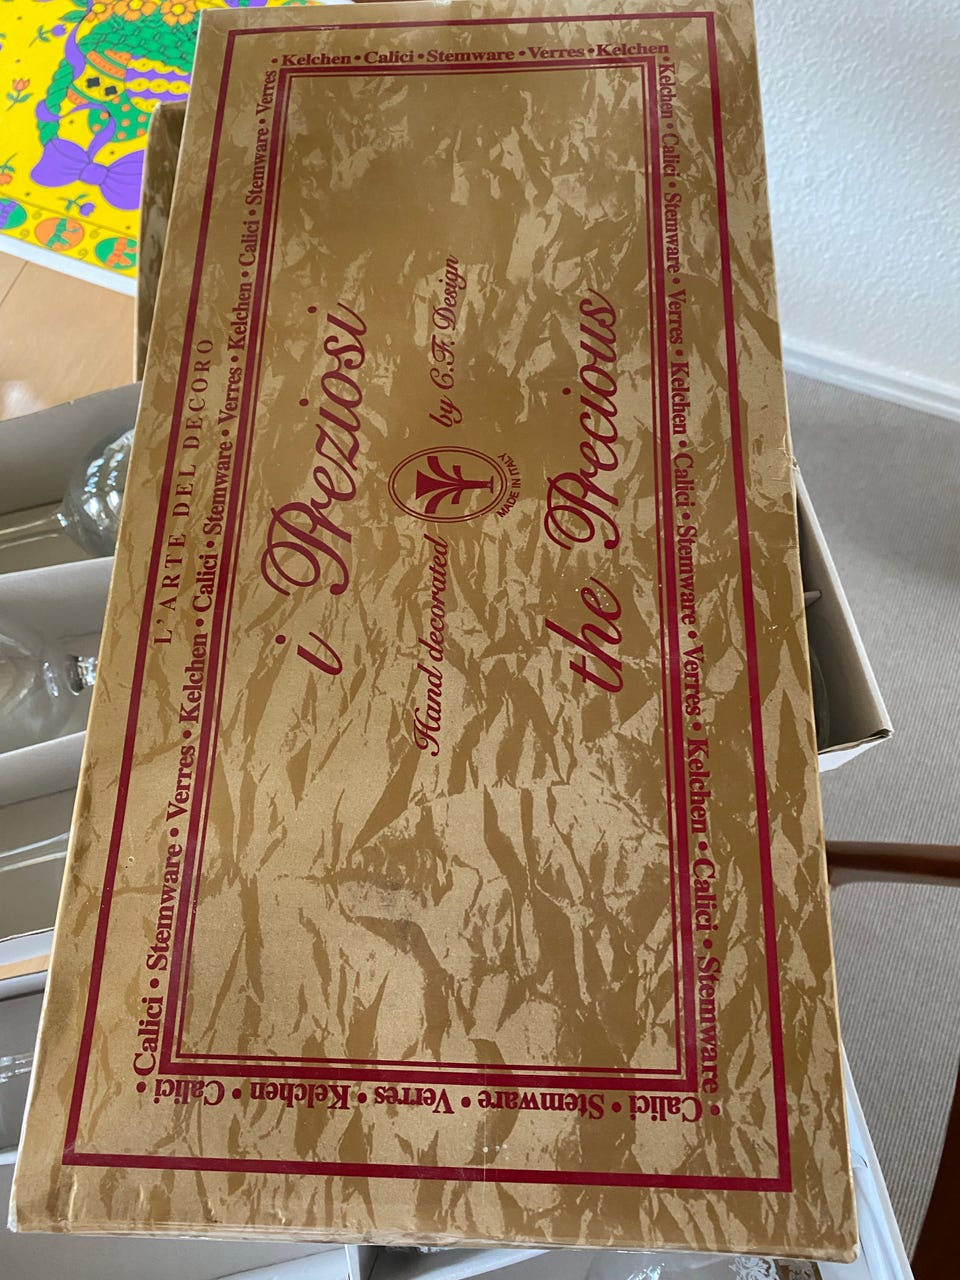 L'ARTE DEL DECORO
• Calici • Stemware • Verres • Kelchen • Calici • Stemware • Verres • Kelchen • Calici • Stemware • Verres
• Kelchen • Calici • Stemware • Verres • Kelchen •
Kelchen • Calici • Stemware • Verres • Kelchen • Calici • Stemware • Verres • Kelchen • Calici • Stemware •
Calici • Stemware • Verres • Kelchen • Calici
i Preziosi
Hand decorated by C.F. Design
MADE IN ITALY
the Precious